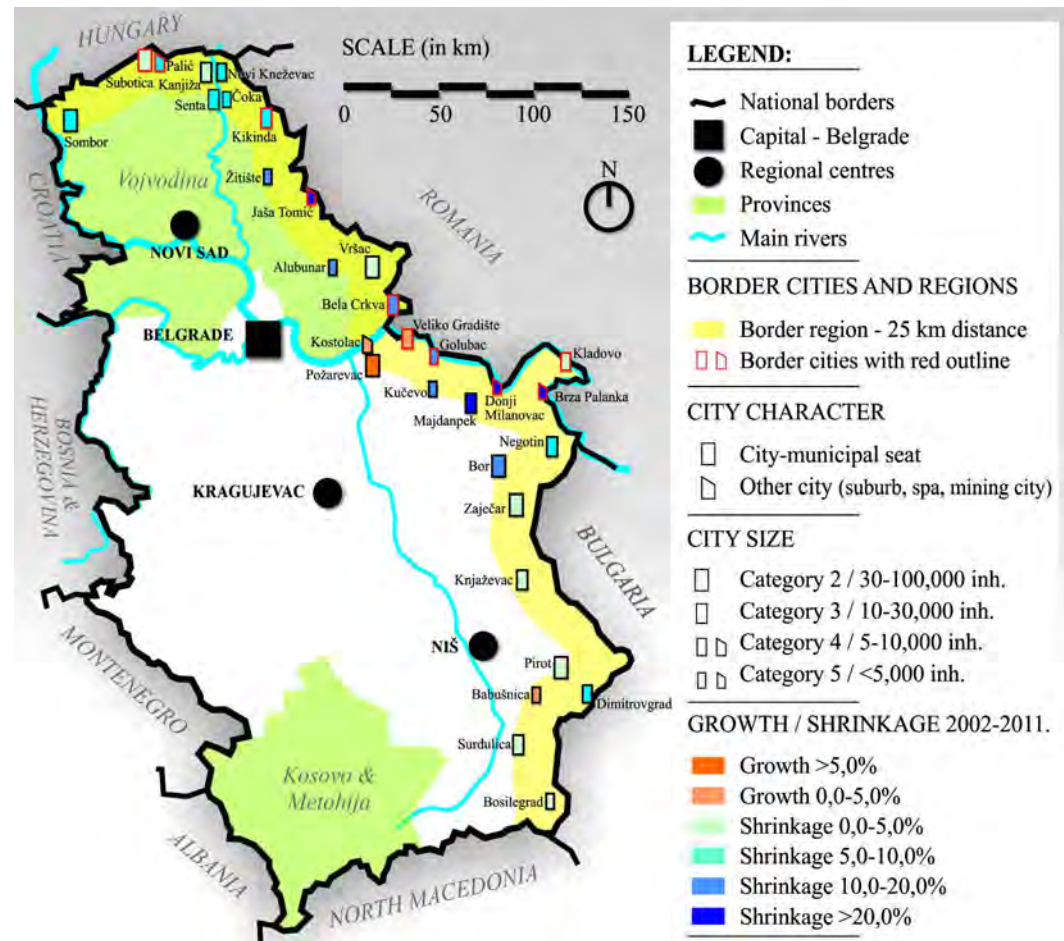 HUNGARY
SCALE (in km)
0 50 100 150
N
Subotica
Palić
Kanjiža
Novi Kneževac
Senta
Čoka
Sombor
Kikinda
Vojvodina
Žitište
CROATIA
Jaša Tomić
ROMANIA
NOVI SAD
Vršac
Alubunar
Bela Crkva
BELGRADE
Kostolac
Veliko Gradište
Golubac
Kladovo
Požarevac
Kučevo
Donji
Milanovac
Brza Palanka
Majdanpek
BOSNIA &
HERZEGOVINA
Negotin
Bor
KRAGUJEVAC
Zaječar
BULGARIA
Knjaževac
MONTENEGRO
NIŠ
Pirot
Babušnica
Dimitrovgrad
Surdulica
Kosova &
Metohija
Bosilegrad
ALBANIA
NORTH MACEDONIA
LEGEND:
National borders
Capital - Belgrade
Regional centres
Provinces
Main rivers
BORDER CITIES AND REGIONS
Border region - 25 km distance
Border cities with red outline
CITY CHARACTER
City-municipal seat
Other city (suburb, spa, mining city)
CITY SIZE
Category 2 / 30-100,000 inh.
Category 3 / 10-30,000 inh.
Category 4 / 5-10,000 inh.
Category 5 / <5,000 inh.
GROWTH / SHRINKAGE 2002-2011.
Growth >5,0%
Growth 0,0-5,0%
Shrinkage 0,0-5,0%
Shrinkage 5,0-10,0%
Shrinkage 10,0-20,0%
Shrinkage >20,0%